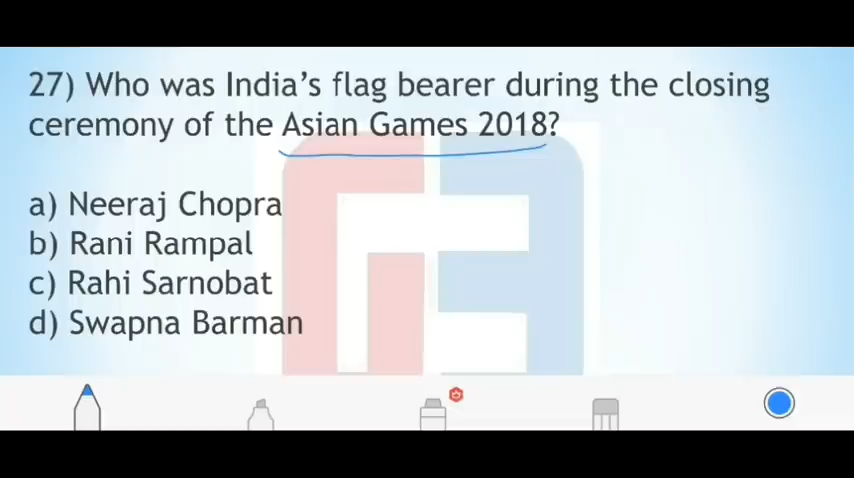 27) Who was India’s flag bearer during the closing
ceremony of the Asian Games 2018?
a) Neeraj Chopra
b) Rani Rampal
c) Rahi Sarnobat
d) Swapna Barman